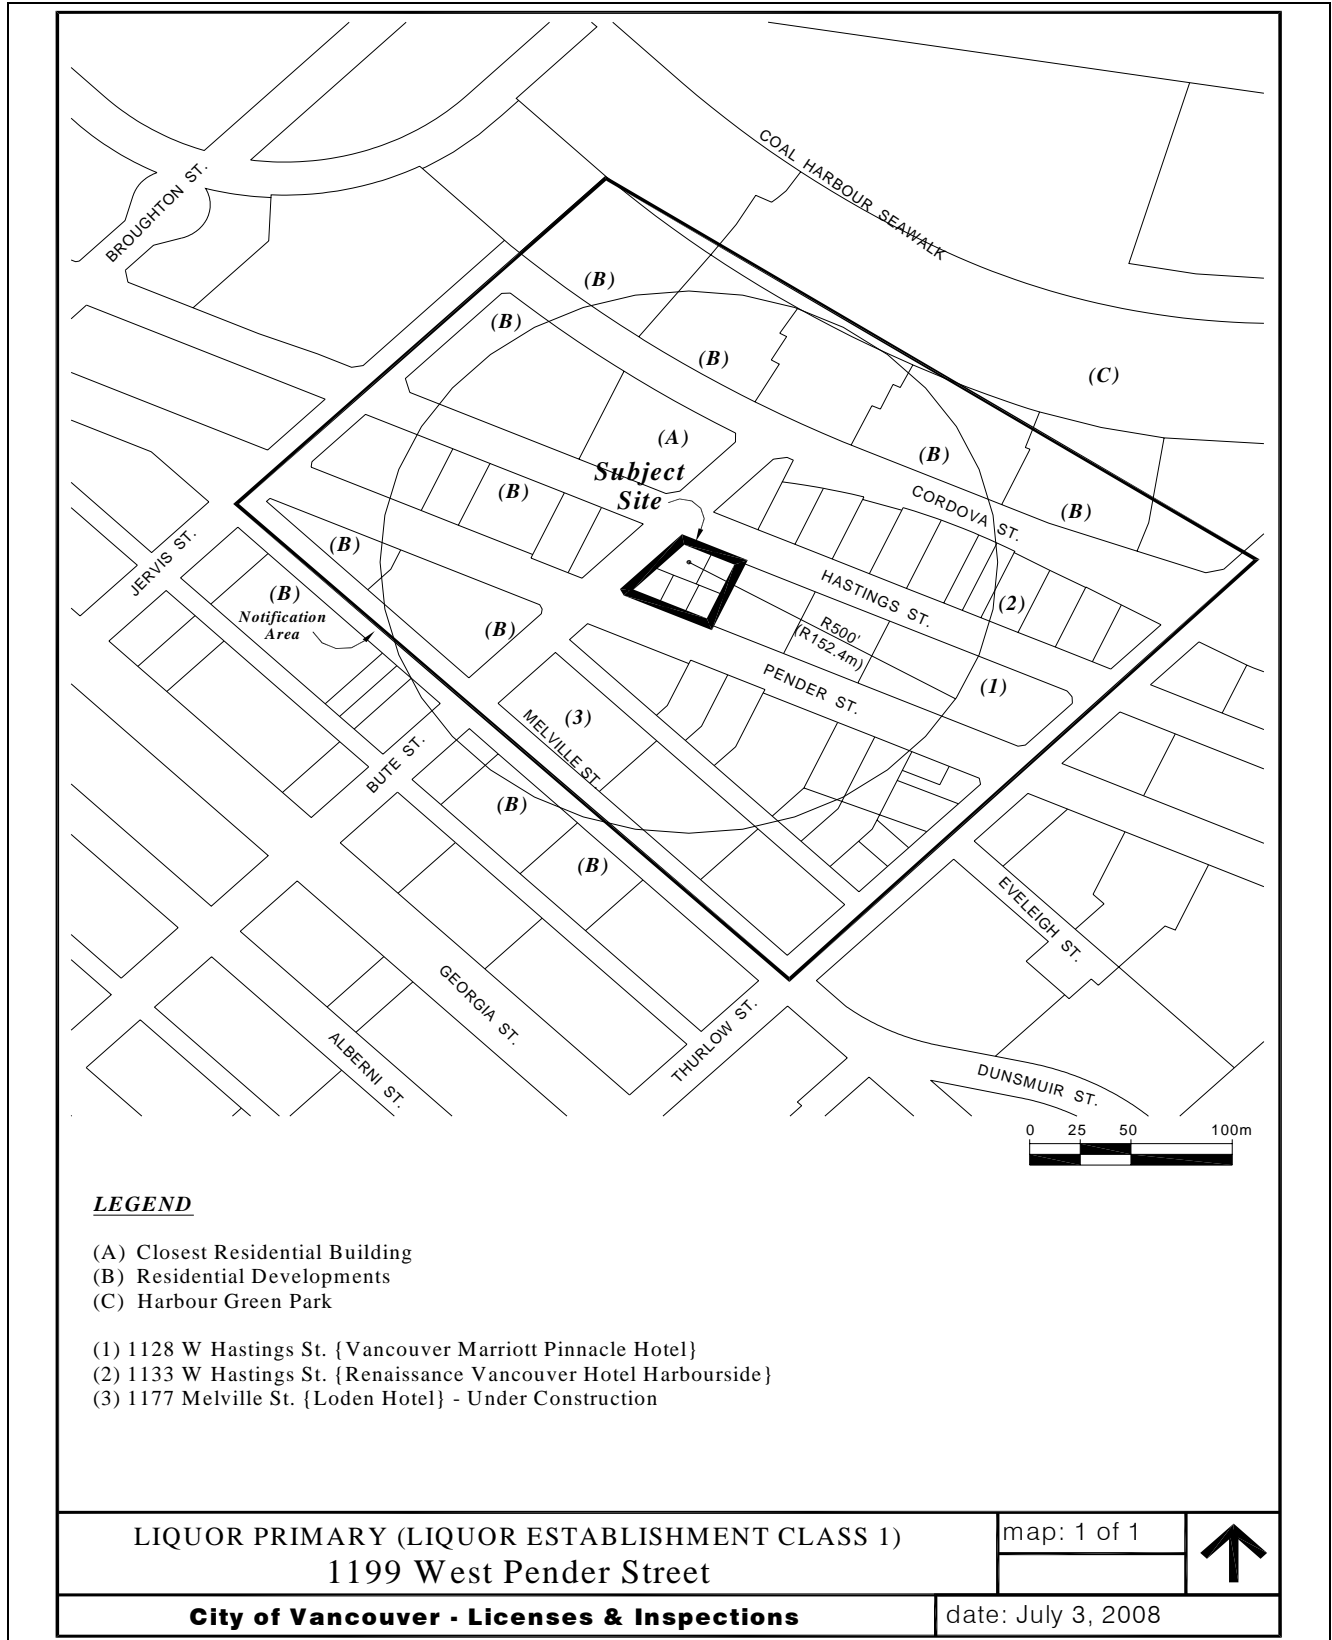 COAL HARBOUR SEAWALK
BROUGHTON ST.
(B)
(B)
(B)
(C)
(A)
Subject
Site
(B)
(B)
CORDOVA ST.
(B)
(B)
JERVIS ST.
HASTINGS ST.
(2)
(B)
Notification
Area
(B)
R500'
(R152.4m)
PENDER ST.
(1)
(3)
MELVILLE ST.
BUTE ST.
(B)
(B)
EVELEIGH ST.
GEORGIA ST.
THURLOW ST.
ALBERNI ST.
DUNSMUIR ST.
0 25 50 100m
LEGEND
(A) Closest Residential Building
(B) Residential Developments
(C) Harbour Green Park
(1) 1128 W Hastings St. {Vancouver Marriott Pinnacle Hotel}
(2) 1133 W Hastings St. {Renaissance Vancouver Hotel Harbourside}
(3) 1177 Melville St. {Loden Hotel} - Under Construction
LIQUOR PRIMARY (LIQUOR ESTABLISHMENT CLASS 1)
1199 West Pender Street
map: 1 of 1
City of Vancouver - Licenses & Inspections
date: July 3, 2008